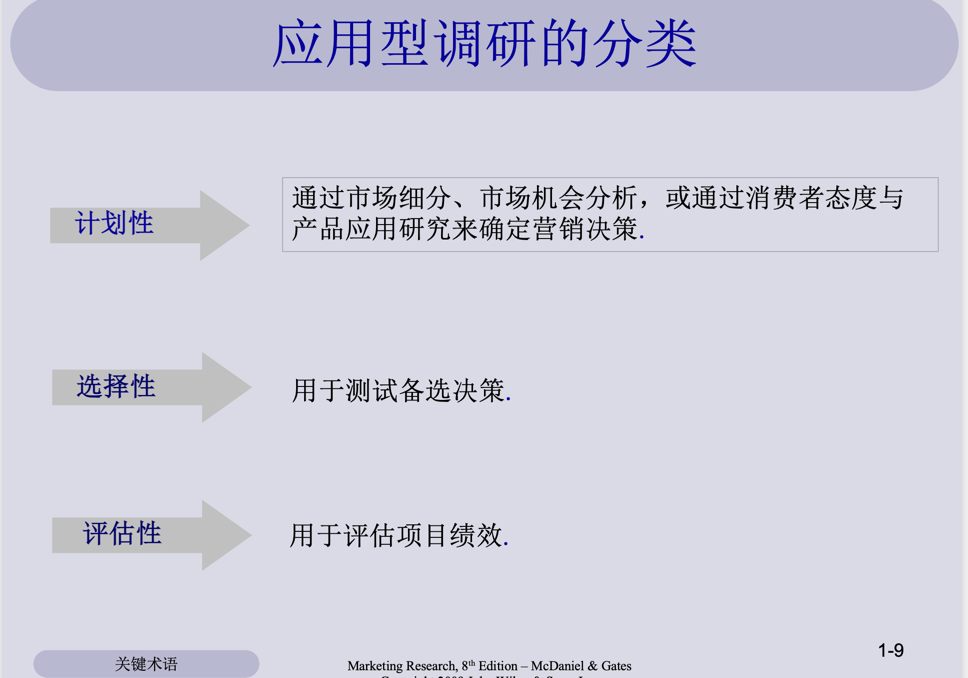 应用型调研的分类
计划性
通过市场细分、市场机会分析，或通过消费者态度与
产品应用研究来确定营销决策.
选择性
用于测试备选决策.
评估性
用于评估项目绩效.
关键术语
Marketing Research, 8th Edition – McDaniel & Gates
1-9